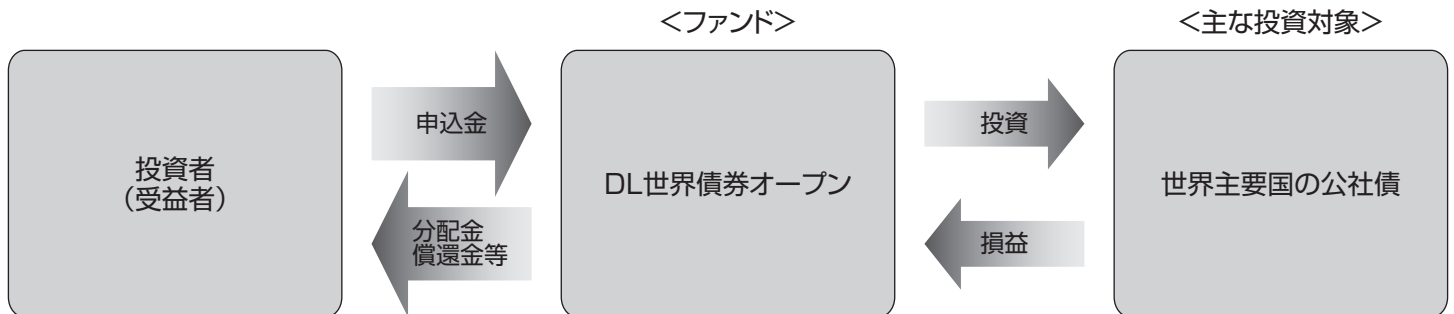 ＜ファンド＞
＜主な投資対象＞
投資者
（受益者）
申込金
分配金
償還金等
DL世界債券オープン
投資
損益
世界主要国の公社債